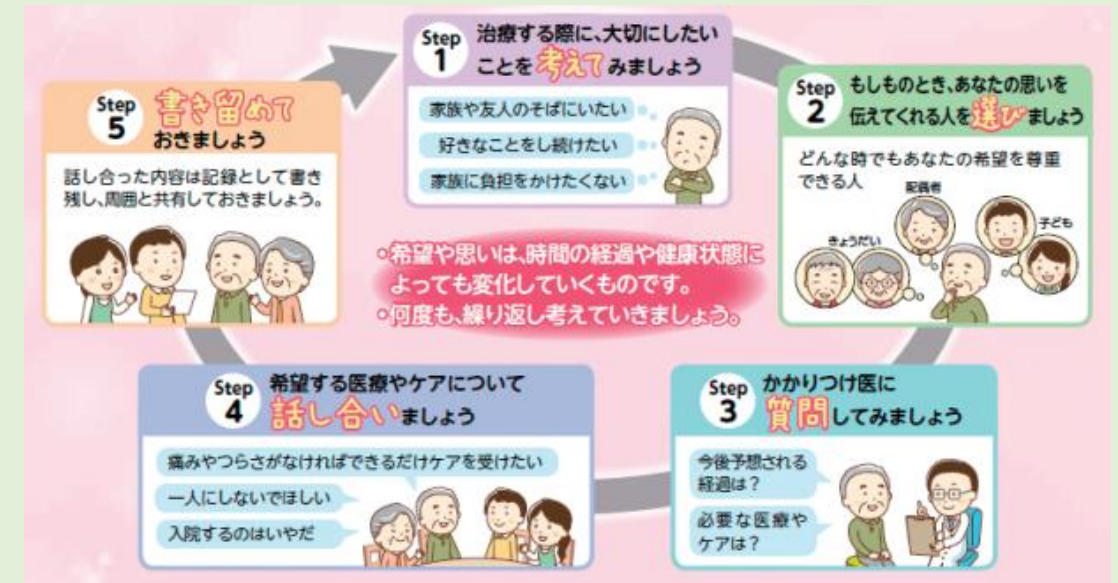 Step 1
治療する際に、大切にしたい
ことを考えてみましょう
家族や友人のそばにいたい
好きなことをし続けたい
家族に負担をかけたくない
Step 2
もしものとき、あなたの思いを
伝えてくれる人を選びましょう
どんな時でもあなたの希望を尊重
できる人
配偶者
子ども
きょうだい
Step 3
かかりつけ医に
質問してみましょう
今後予想される
経過は？
必要な医療や
ケアは？
Step 4
希望する医療やケアについて
話し合いましょう
痛みやつらさがなければできるだけケアを受けたい
一人にしないでほしい
入院するのはいやだ
Step 5
書き留めて
おきましょう
話し合った内容は記録として書き
残し、周囲と共有しておきましょう。
・希望や思いは、時間の経過や健康状態に
よっても変化していくものです。
・何度も、繰り返し考えていきましょう。